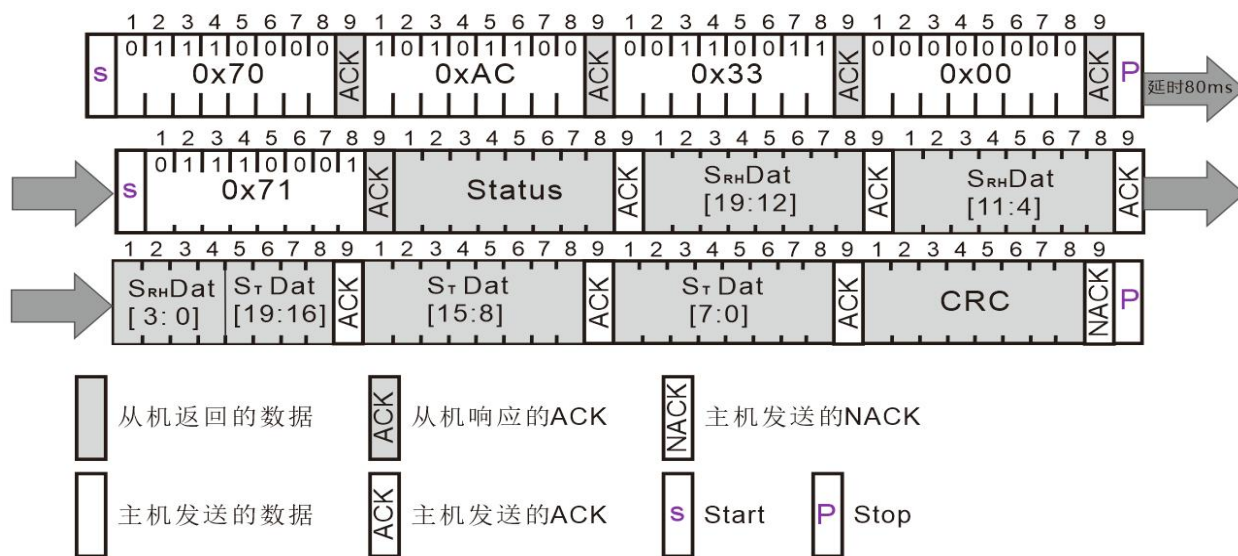 1 2 3 4 5 6 7 8 9 1 2 3 4 5 6 7 8 9 1 2 3 4 5 6 7 8 9 1 2 3 4 5 6 7 8 9
0 1 1 1 0 0 0 0 1 0 1 0 1 1 0 0 0 0 1 1 0 0 1 1 0 0 0 0 0 0 0 0
S 0x70 ACK 0xAC ACK 0x33 ACK 0x00 ACK P 延时80ms
1 2 3 4 5 6 7 8 9 1 2 3 4 5 6 7 8 9 1 2 3 4 5 6 7 8 9 1 2 3 4 5 6 7 8 9
0 1 1 1 0 0 0 1
S 0x71 ACK Status ACK SRHDat ACK SRHDat ACK
[19:12] [11:4]
1 2 3 4 5 6 7 8 9 1 2 3 4 5 6 7 8 9 1 2 3 4 5 6 7 8 9 1 2 3 4 5 6 7 8 9
SRHDat ST Dat ACK ST Dat ACK ST Dat ACK CRC NACK P
[3:0] [19:16] [15:8] [7:0]
从机返回的数据 ACK 从机响应的ACK NACK 主机发送的NACK
主机发送的数据 ACK 主机发送的ACK S Start P Stop